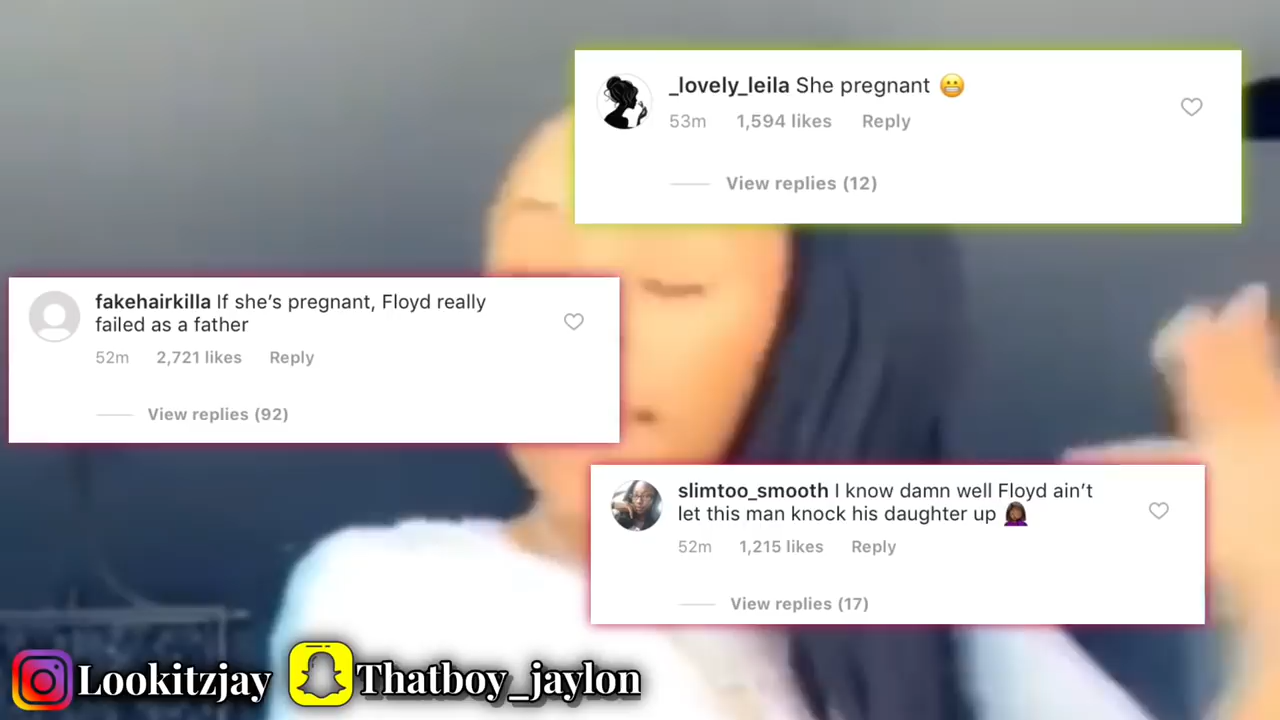 _lovely_leila She pregnant 😬
53m 1,594 likes Reply
View replies (12)
fakehairkilla If she’s pregnant, Floyd really
failed as a father
52m 2,721 likes Reply
View replies (92)
slimtoo_smooth I know damn well Floyd ain’t
let this man knock his daughter up 🤦🏾‍♀️
52m 1,215 likes Reply
View replies (17)
Lookitzjay Thatboy_jaylon